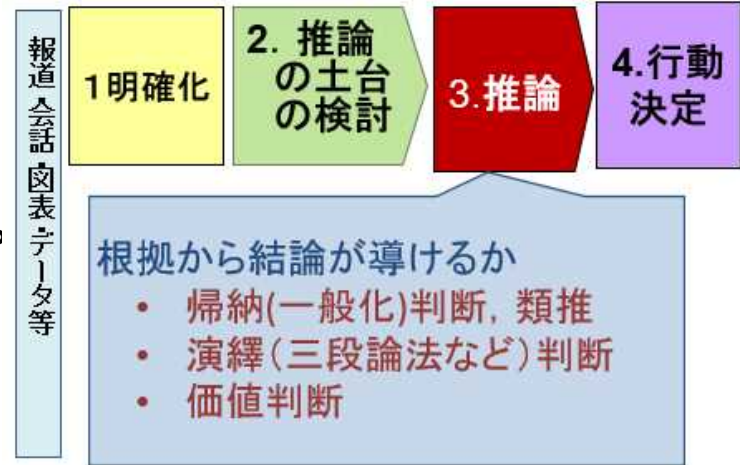 報道・会話・図表・データ等
1明確化
2. 推論
の土台
の検討
3.推論
4.行動
決定
根拠から結論が導けるか
• 帰納(一般化)判断, 類推
• 演繹(三段論法など)判断
• 価値判断